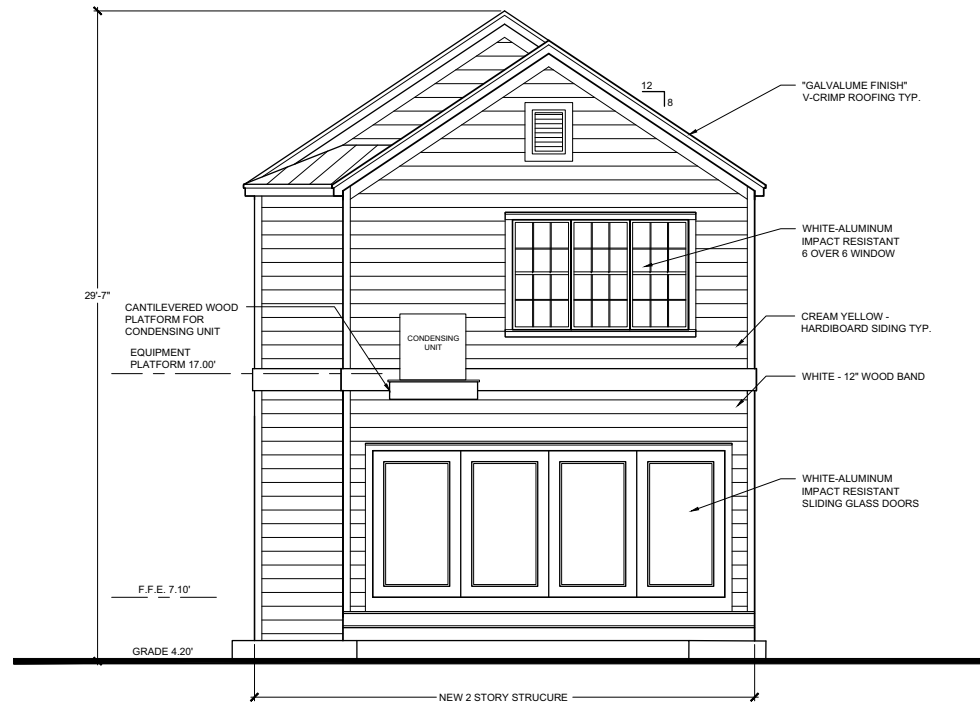 12
8
"GALVALUME FINISH"
V-CRIMP ROOFING TYP.
WHITE-ALUMINUM
IMPACT RESISTANT
6 OVER 6 WINDOW
29'-7"
CANTILEVERED WOOD
PLATFORM FOR
CONDENSING UNIT
CONDENSING
UNIT
CREAM YELLOW -
HARDIBOARD SIDING TYP.
EQUIPMENT
PLATFORM 17.00'
WHITE - 12" WOOD BAND
WHITE-ALUMINUM
IMPACT RESISTANT
SLIDING GLASS DOORS
F.F.E. 7.10'
GRADE 4.20'
NEW 2 STORY STRUCURE